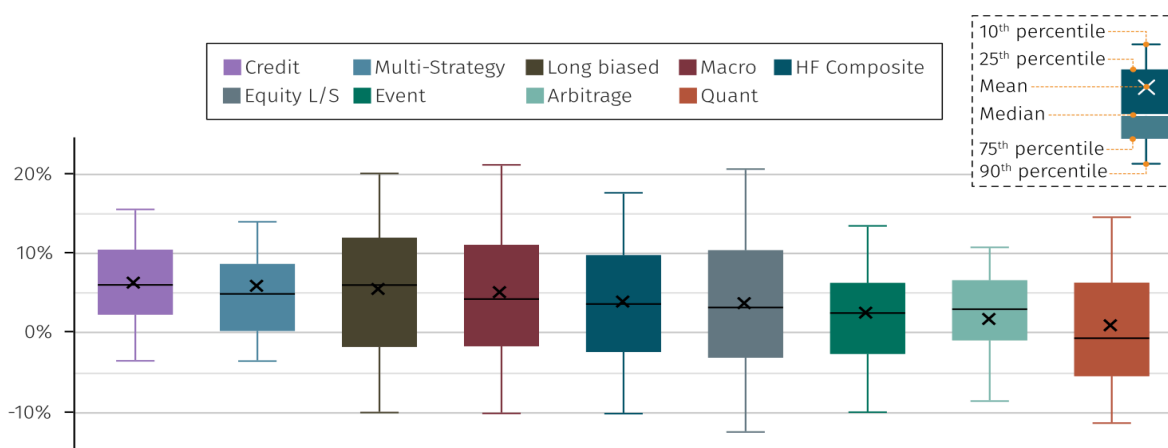 Credit Multi-Strategy Long biased Macro HF Composite
Equity L/S Event Arbitrage Quant
10th percentile
25th percentile
Mean
Median
75th percentile
90th percentile
20%
10%
0%
-10%